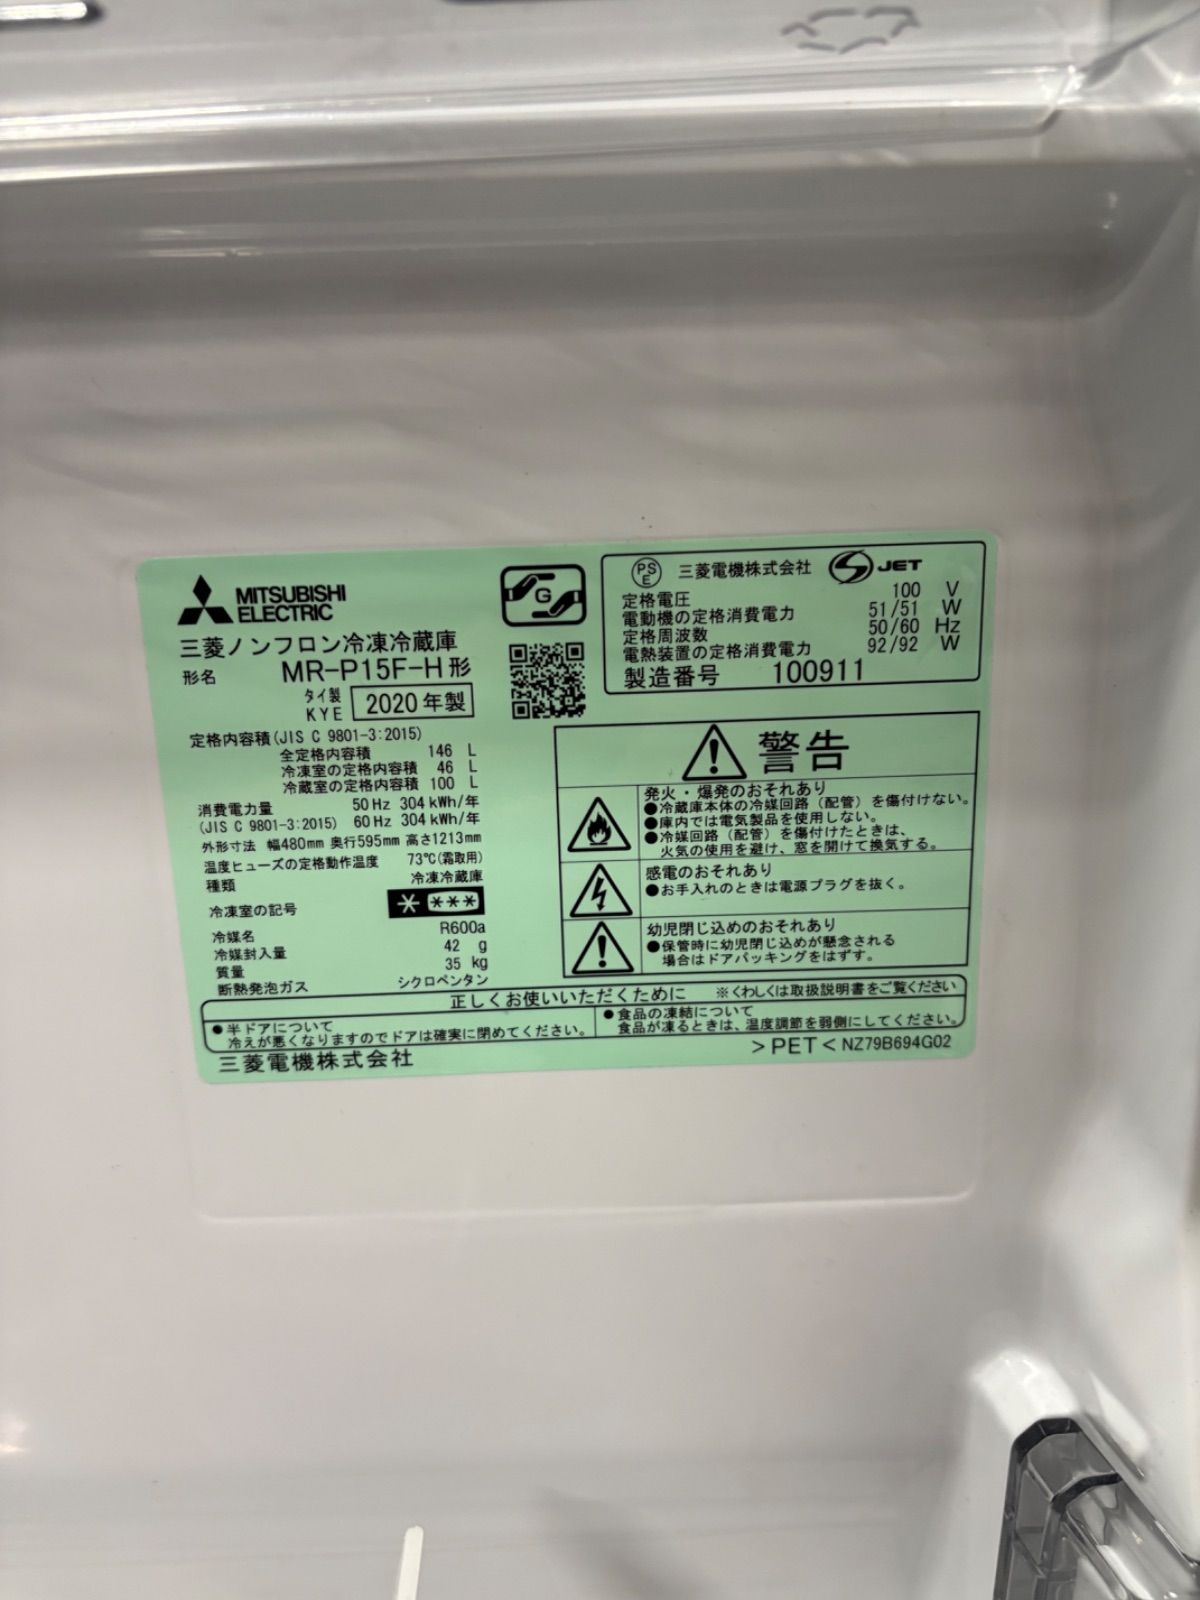 MITSUBISHI
ELECTRIC
三菱ノンフロン冷凍冷蔵庫
形名 MR-P15F-H形
タイ製
KYE 2020年製
定格内容積(JIS C 9801-3:2015)
全定格内容積 146 L
冷凍室の定格内容積 46 L
冷蔵室の定格内容積 100 L
消費電力量 50Hz 304kWh/年
(JIS C 9801-3:2015) 60Hz 304kWh/年
外形寸法 幅480mm 奥行595mm 高さ1213mm
温度ヒューズの定格動作温度 73℃(霜取用)
種類 冷凍冷蔵庫
冷凍室の記号 * ***
冷媒名 R600a
冷媒封入量 42 g
質量 35 kg
断熱発泡ガス シクロペンタン
G
PS
E 三菱電機株式会社 S JET
定格電圧 100 V
電動機の定格消費電力 51/51 W
定格周波数 50/60 Hz
電熱装置の定格消費電力 92/92 W
製造番号 100911
警告
発火・爆発のおそれあり
●冷蔵庫本体の冷媒回路(配管)を傷付けない。
●庫内では電気製品を使用しない。
●冷媒回路(配管)を傷付けたときは、
火気の使用を避け、窓を開けて換気する。
感電のおそれあり
●お手入れのときは電源プラグを抜く。
幼児閉じ込めのおそれあり
●保管時に幼児閉じ込めが懸念される
場合はドアパッキングをはずす。
正しくお使いいただくために ※くわしくは取扱説明書をご覧ください
●半ドアについて
冷えが悪くなりますのでドアは確実に閉めてください。
●食品の凍結について
食品が凍るときは、温度調節を弱側にしてください。
三菱電機株式会社 >PET< NZ79B694G02